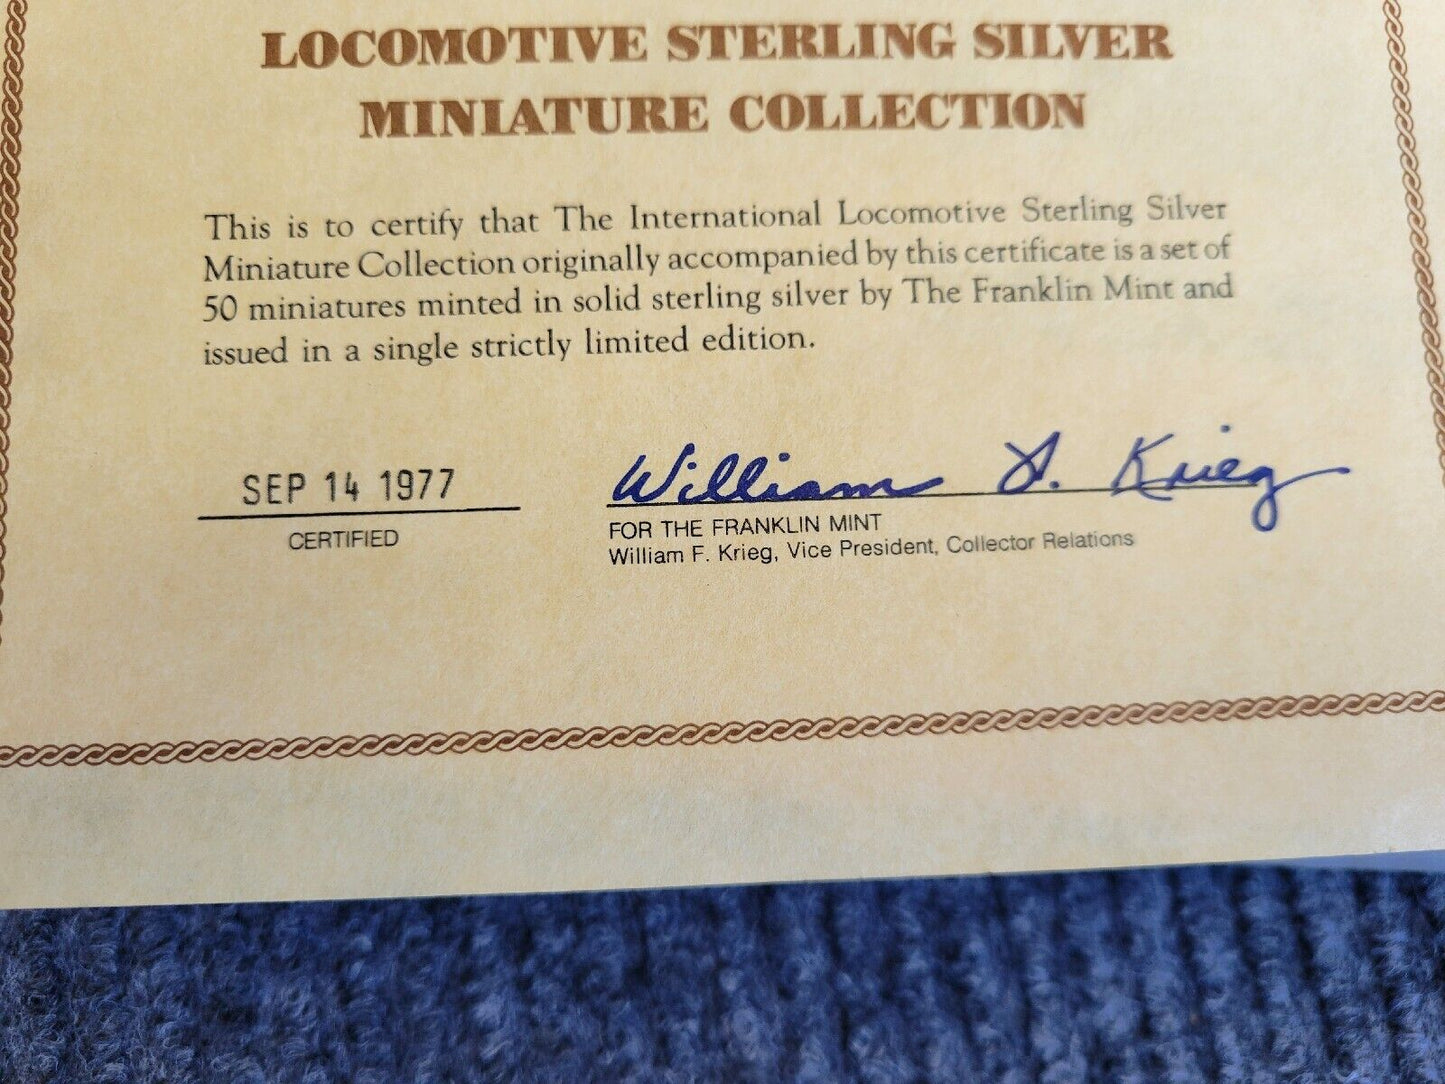 LOCOMOTIVE STERLING SILVER
MINIATURE COLLECTION
This is to certify that The International Locomotive Sterling Silver
Miniature Collection originally accompanied by this certificate is a set of
50 miniatures minted in solid sterling silver by The Franklin Mint and
issued in a single strictly limited edition.
SEP 14 1977
CERTIFIED
William F. Krieg
FOR THE FRANKLIN MINT
William F. Krieg, Vice President, Collector Relations